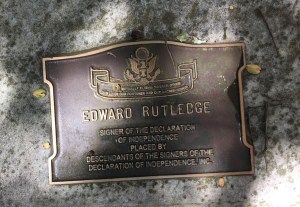 EDWARD RUTLEDGE
SIGNER OF THE DECLARATION
OF INDEPENDENCE
PLACED BY
DESCENDANTS OF THE SIGNERS OF THE
DECLARATION OF INDEPENDENCE, INC.